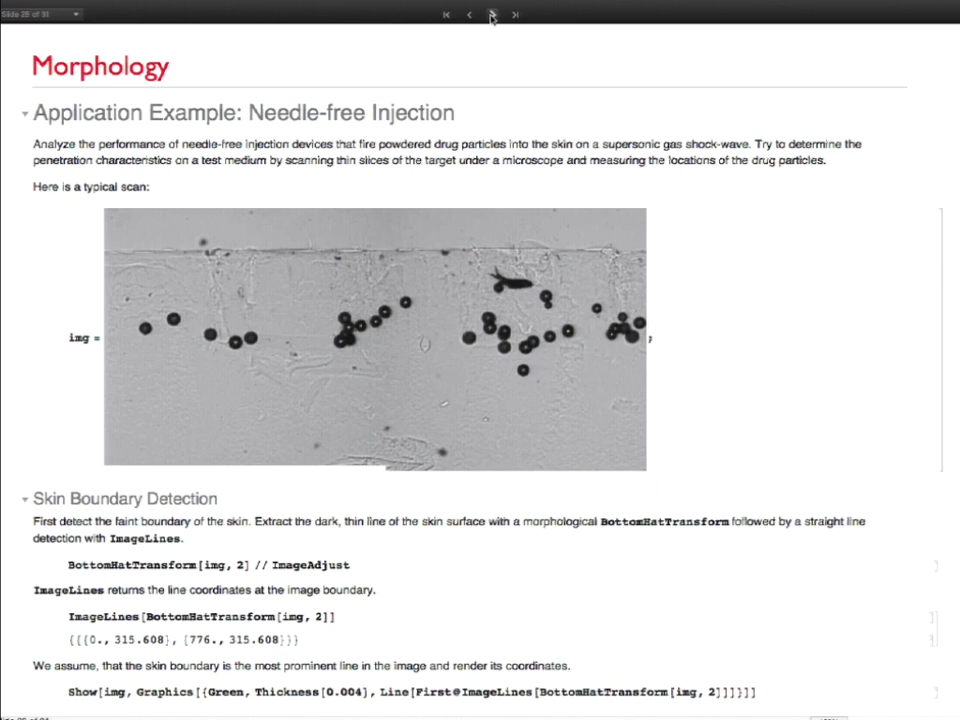 Slide 25 of 31
Morphology
Application Example: Needle-free Injection
Analyze the performance of needle-free injection devices that fire powdered drug particles into the skin on a supersonic gas shock-wave. Try to determine the
penetration characteristics on a test medium by scanning thin slices of the target under a microscope and measuring the locations of the drug particles.
Here is a typical scan:
img =
;
Skin Boundary Detection
First detect the faint boundary of the skin. Extract the dark, thin line of the skin surface with a morphological BottomHatTransform followed by a straight line
detection with ImageLines.
BottomHatTransform[img, 2] // ImageAdjust
ImageLines returns the line coordinates at the image boundary.
ImageLines[BottomHatTransform[img, 2]]
{{{0., 315.608}, {776., 315.608}}}
We assume, that the skin boundary is the most prominent line in the image and render its coordinates.
Show[img, Graphics[{Green, Thickness[0.004], Line[First@ImageLines[BottomHatTransform[img, 2]]]}]]